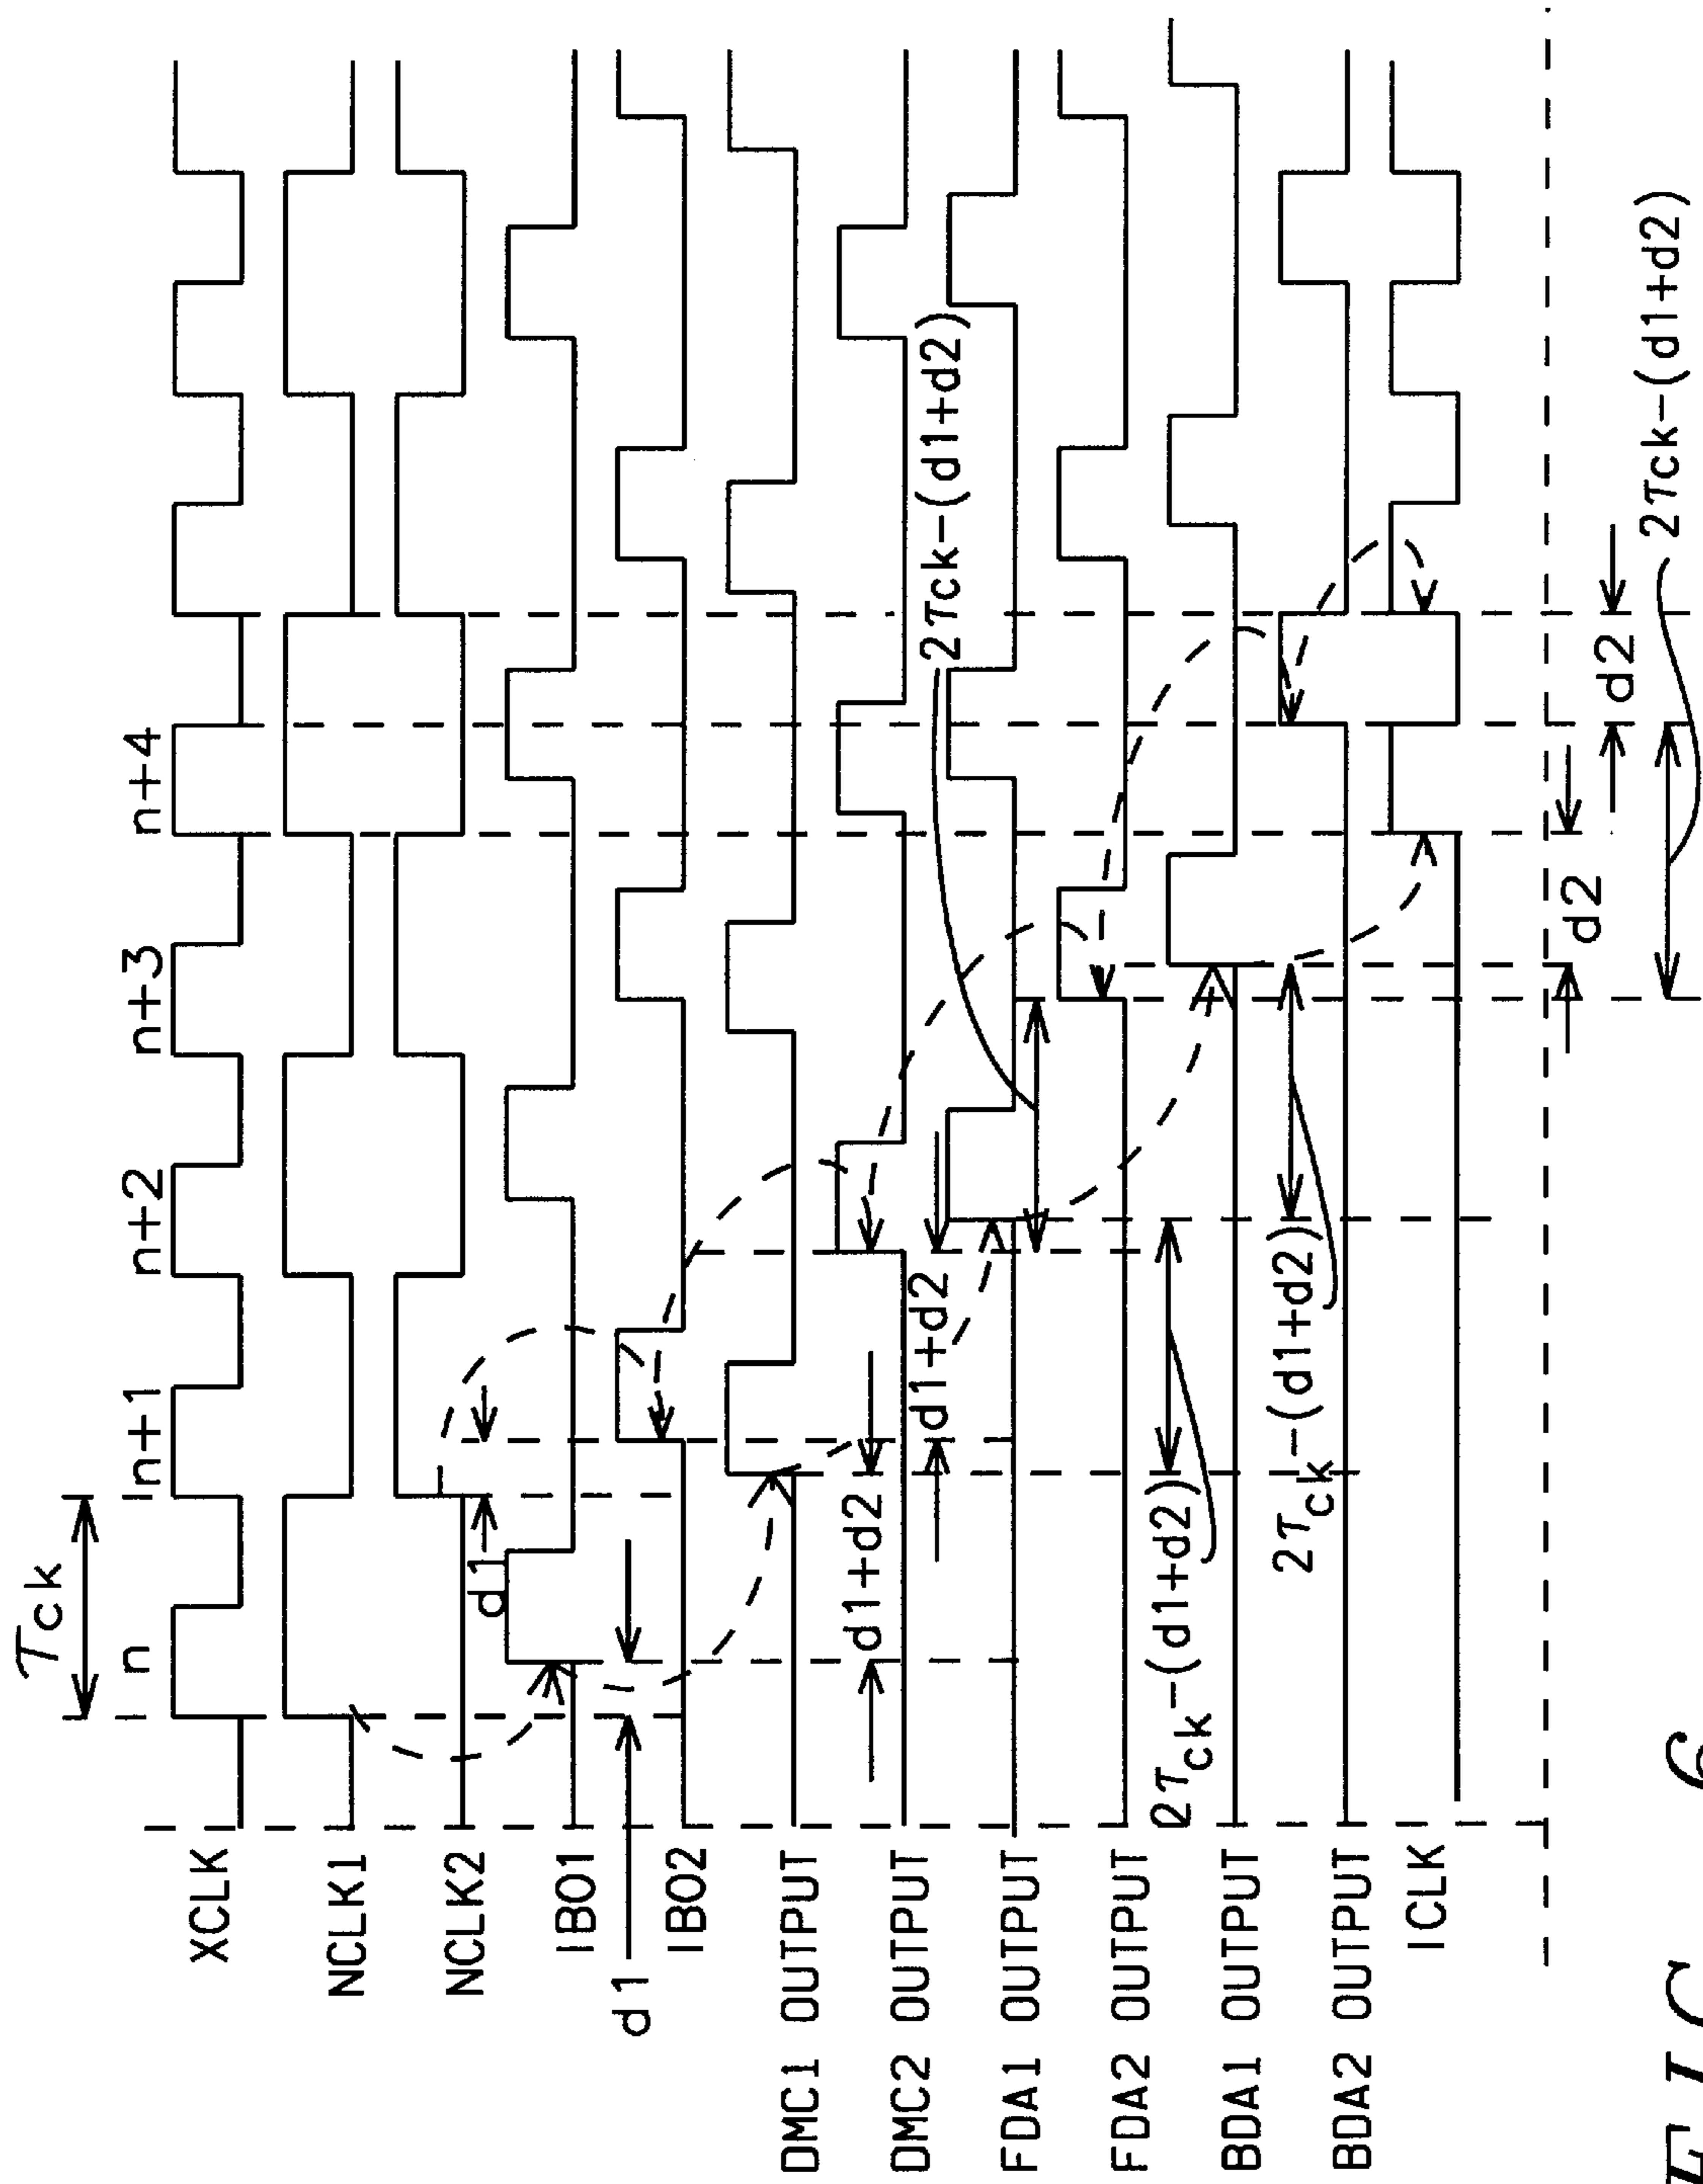 τck
n
n+1
n+2
n+3
n+4
XCLK
NCLK1
NCLK2
d1
IBO1
d1
IBO2
DMC1 OUTPUT
d1+d2
DMC2 OUTPUT
d1+d2
2τck-(d1+d2)
FDA1 OUTPUT
FDA2 OUTPUT
2τck-(d1+d2)
BDA1 OUTPUT
2τck-(d1+d2)
BDA2 OUTPUT
ICLK
d2
d2
2τck-(d1+d2)
FIG. 6